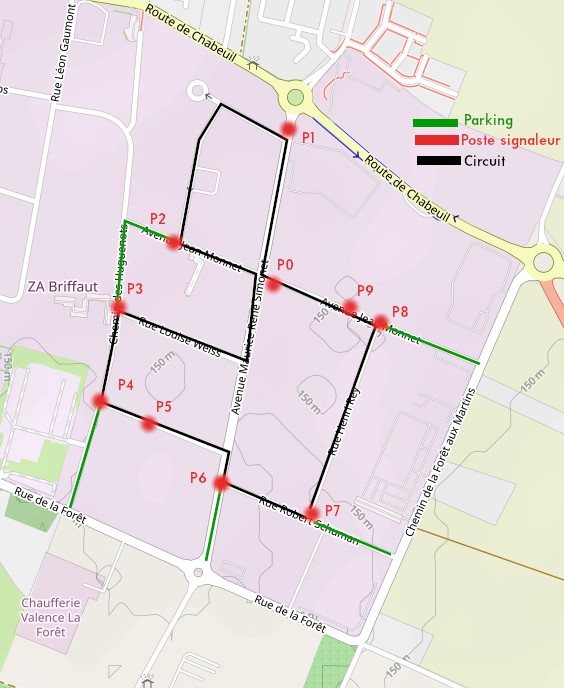 Route de Chabeuil
Rue Léon Gaumont
os
P1
Parking
Poste signaleur
Circuit
Route de Chabeuil
P2
Avenue Jean Monnet
P0
ZA Briffaut
P3
Chemin des Huguenots
P9
P8
Avenue Jean Monnet
150 m
Rue Louise Weiss
Avenue Maurice René Simonet
150 m
150 m
150 m
150 m
P4
P5
Rue Henri Rey
Chemin de la Forêt aux Martins
P6
P7
Rue Robert Schuman
150 m
Rue de la Forêt
m
Chaufferie
Valence La
Forêt
Rue de la Forêt
150 m